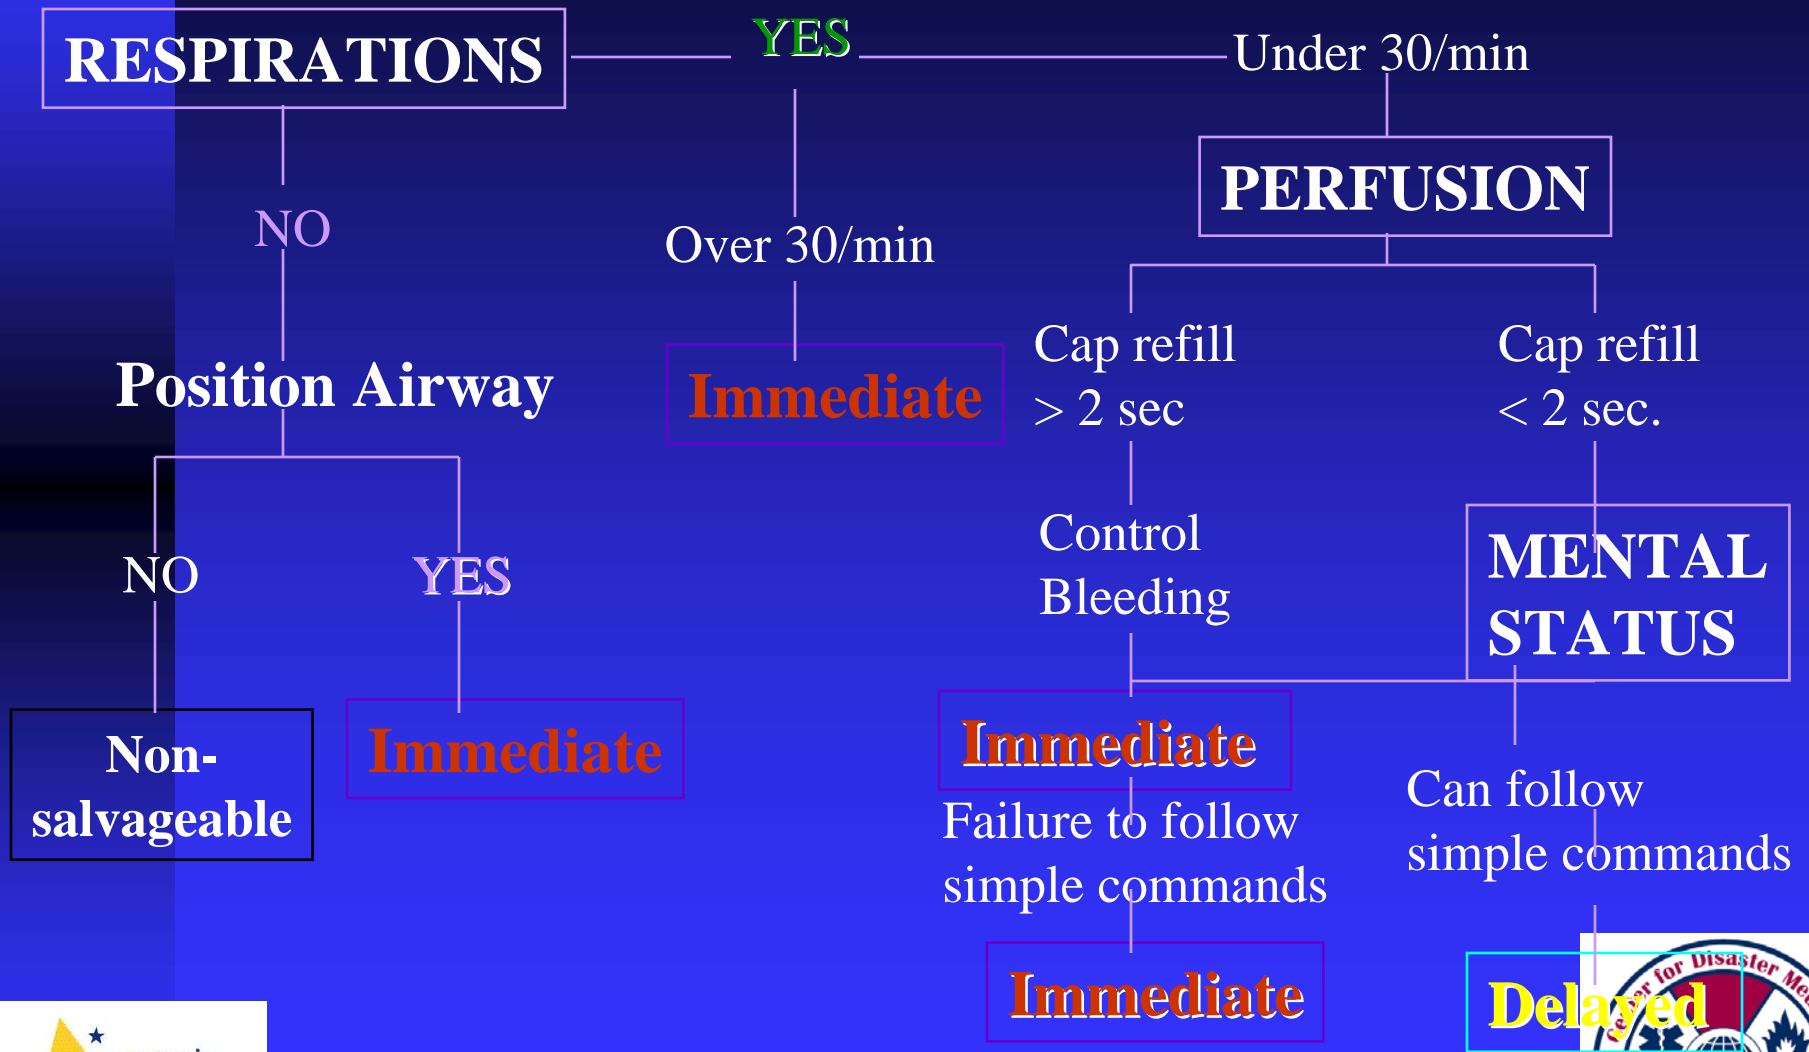 RESPIRATIONS
YES
Under 30/min
NO
Over 30/min
PERFUSION
Position Airway
Immediate
Cap refill
> 2 sec
Cap refill
< 2 sec.
NO
YES
Control
Bleeding
MENTAL
STATUS
Non-
salvageable
Immediate
Immediate
Failure to follow
simple commands
Can follow
simple commands
Immediate
Delayed
for Disaster